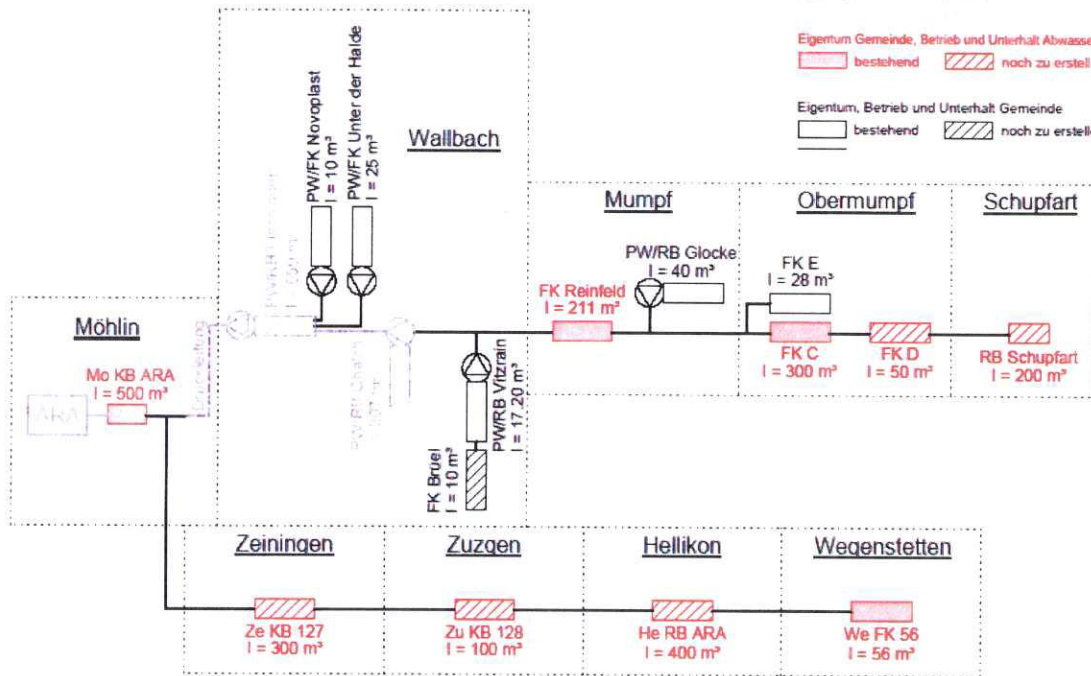 Eigentum Gemeinde, Betrieb und Unterhalt Abwasse
bestehend
noch zu erstell
Eigentum, Betrieb und Unterhalt Gemeinde
bestehend
noch zu erstelle
Wallbach
PW/FK Novoplast
I = 10 m³
PW/FK Unter der Halde
I = 25 m³
Mumpf
Obermumpf
Schupfart
PW/RB Glocke
I = 40 m³
FK E
I = 28 m³
FK Reinfeld
I = 211 m³
FK C
I = 300 m³
FK D
I = 50 m³
RB Schupfart
I = 200 m³
Möhlin
Mo KB ARA
I = 500 m³
ARA
Druckleitung
PW/RB Vitzrain
I = 17.20 m³
FK Brüel
I = 10 m³
Zeiningen
Zuzgen
Hellikon
Wegenstetten
Ze KB 127
I = 300 m³
Zu KB 128
I = 100 m³
He RB ARA
I = 400 m³
We FK 56
I = 56 m³